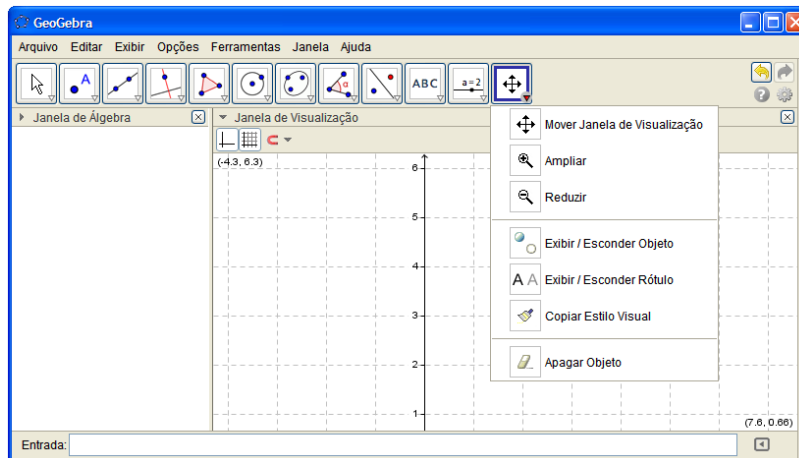 GeoGebra
Arquivo Editar Exibir Opções Ferramentas Janela Ajuda
A
α
ABC
a=2
Janela de Álgebra
Janela de Visualização
Mover Janela de Visualização
Ampliar
Reduzir
Exibir / Esconder Objeto
A A Exibir / Esconder Rótulo
Copiar Estilo Visual
Apagar Objeto
(-4.3, 6.3)
6
5
4
3
2
1
(7.6, 0.66)
Entrada: